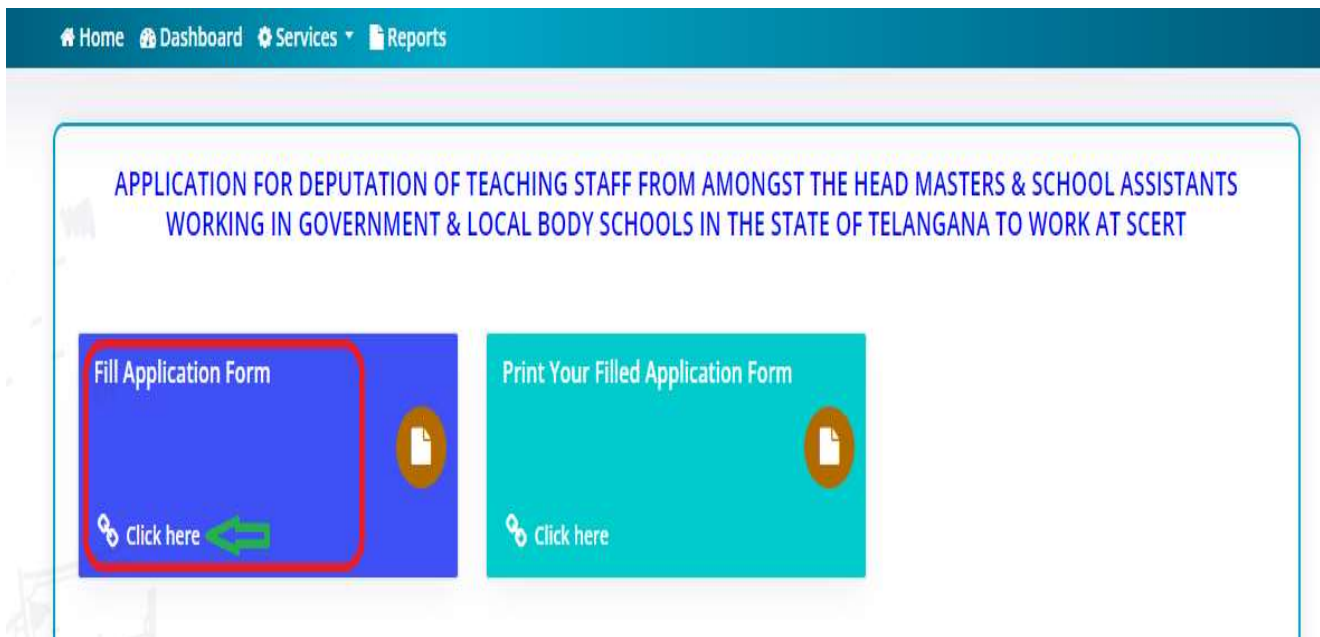 Home Dashboard Services Reports
APPLICATION FOR DEPUTATION OF TEACHING STAFF FROM AMONGST THE HEAD MASTERS & SCHOOL ASSISTANTS
WORKING IN GOVERNMENT & LOCAL BODY SCHOOLS IN THE STATE OF TELANGANA TO WORK AT SCERT
Fill Application Form
Click here
Print Your Filled Application Form
Click here